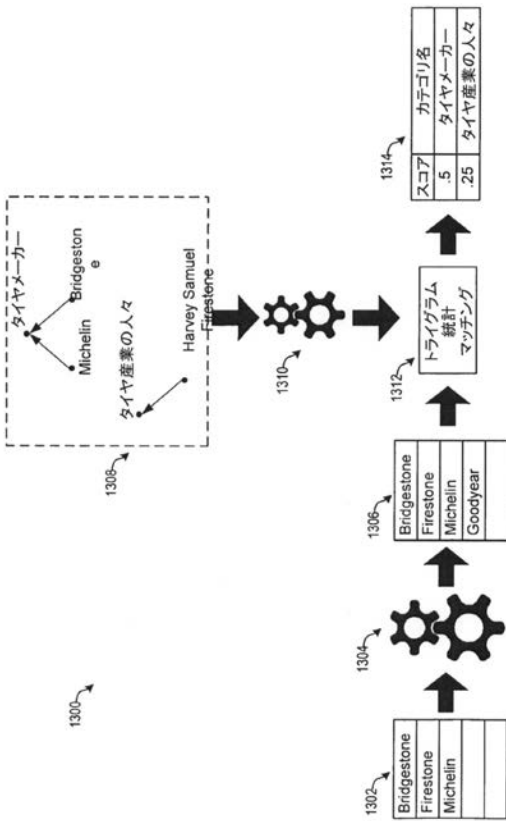 1300
1308
タイヤメーカー
Michelin
Bridgeston
e
タイヤ産業の人々
Harvey Samuel
Firestone
1310
1302
Bridgestone
Firestone
Michelin
1304
1306
Bridgestone
Firestone
Michelin
Goodyear
1312
トライグラム
統計
マッチング
1314
スコア カテゴリ名
.5 タイヤメーカー
.25 タイヤ産業の人々